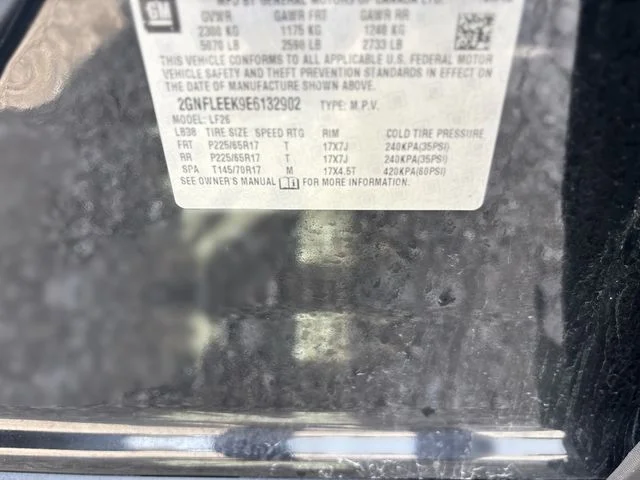 GM
MFD BY GENERAL MOTORS OF CANADA LTD.
GVWR GAWR FRT GAWR RR
2300 KG 1175 KG 1240 KG
5070 LB 2590 LB 2733 LB
THIS VEHICLE CONFORMS TO ALL APPLICABLE U.S. FEDERAL MOTOR
VEHICLE SAFETY AND THEFT PREVENTION STANDARDS IN EFFECT ON
THE DATE OF MANUFACTURE SHOWN ABOVE.
2GNFLEEK9E6132902 TYPE: M.P.V.
MODEL: LF26
LB38 TIRE SIZE SPEED RTG RIM COLD TIRE PRESSURE
FRT P225/65R17 T 17X7J 240KPA(35PSI)
RR P225/65R17 T 17X7J 240KPA(35PSI)
SPA T145/70R17 M 17X4.5T 420KPA(60PSI)
SEE OWNER'S MANUAL FOR MORE INFORMATION.